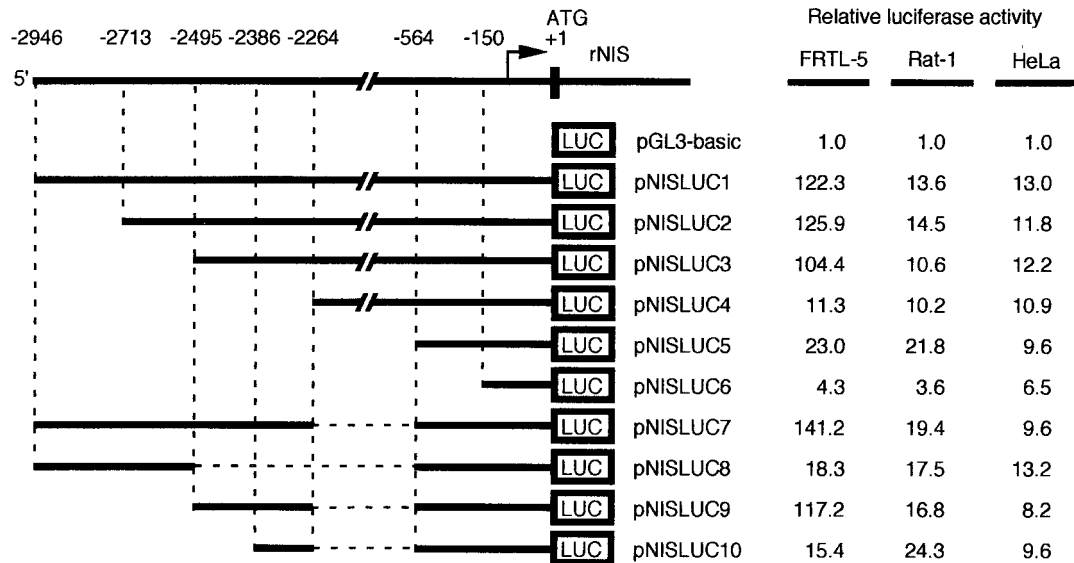 ATG
Relative luciferase activity
-2946 -2713 -2495 -2386 -2264 -564 -150 +1 rNIS
FRTL-5 Rat-1 HeLa
5'
LUC pGL3-basic 1.0 1.0 1.0
LUC pNISLUC1 122.3 13.6 13.0
LUC pNISLUC2 125.9 14.5 11.8
LUC pNISLUC3 104.4 10.6 12.2
LUC pNISLUC4 11.3 10.2 10.9
LUC pNISLUC5 23.0 21.8 9.6
LUC pNISLUC6 4.3 3.6 6.5
LUC pNISLUC7 141.2 19.4 9.6
LUC pNISLUC8 18.3 17.5 13.2
LUC pNISLUC9 117.2 16.8 8.2
LUC pNISLUC10 15.4 24.3 9.6